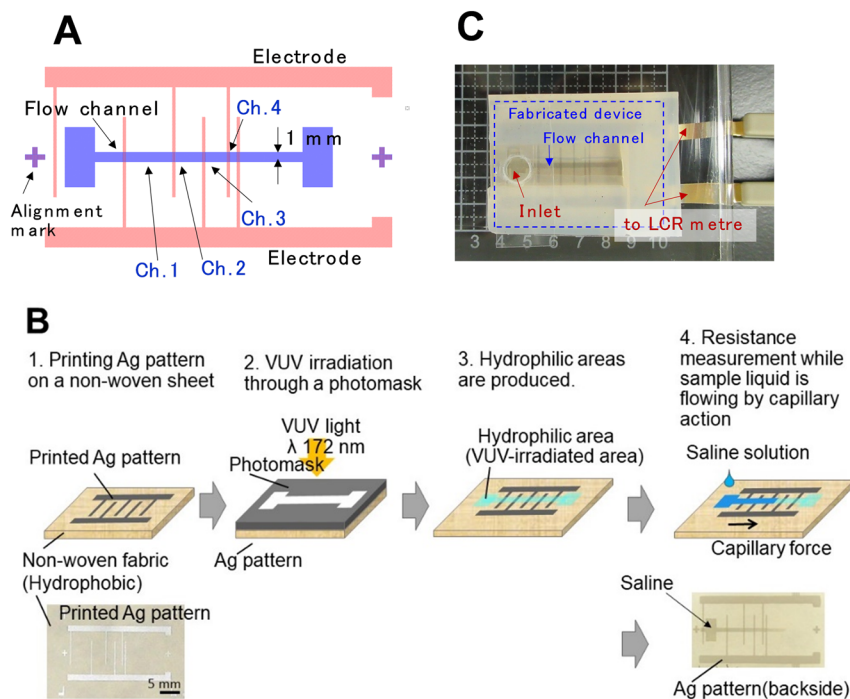 A
Electrode
Flow channel
Ch.4
1 mm
Alignment
mark
Ch.1
Ch.2
Ch.3
Electrode
C
Fabricated device
Flow channel
Inlet
to LCR metre
3 4 5 6 7 8 9 10
B
1. Printing Ag pattern
on a non-woven sheet
2. VUV irradiation
through a photomask
3. Hydrophilic areas
are produced.
4. Resistance
measurement while
sample liquid is
flowing by capillary
action
Printed Ag pattern
Non-woven fabric
(Hydrophobic)
VUV light
λ 172 nm
Photomask
Ag pattern
Hydrophilic area
(VUV-irradiated area)
Saline solution
Capillary force
Printed Ag pattern
5 mm
Saline
Ag pattern(backside)